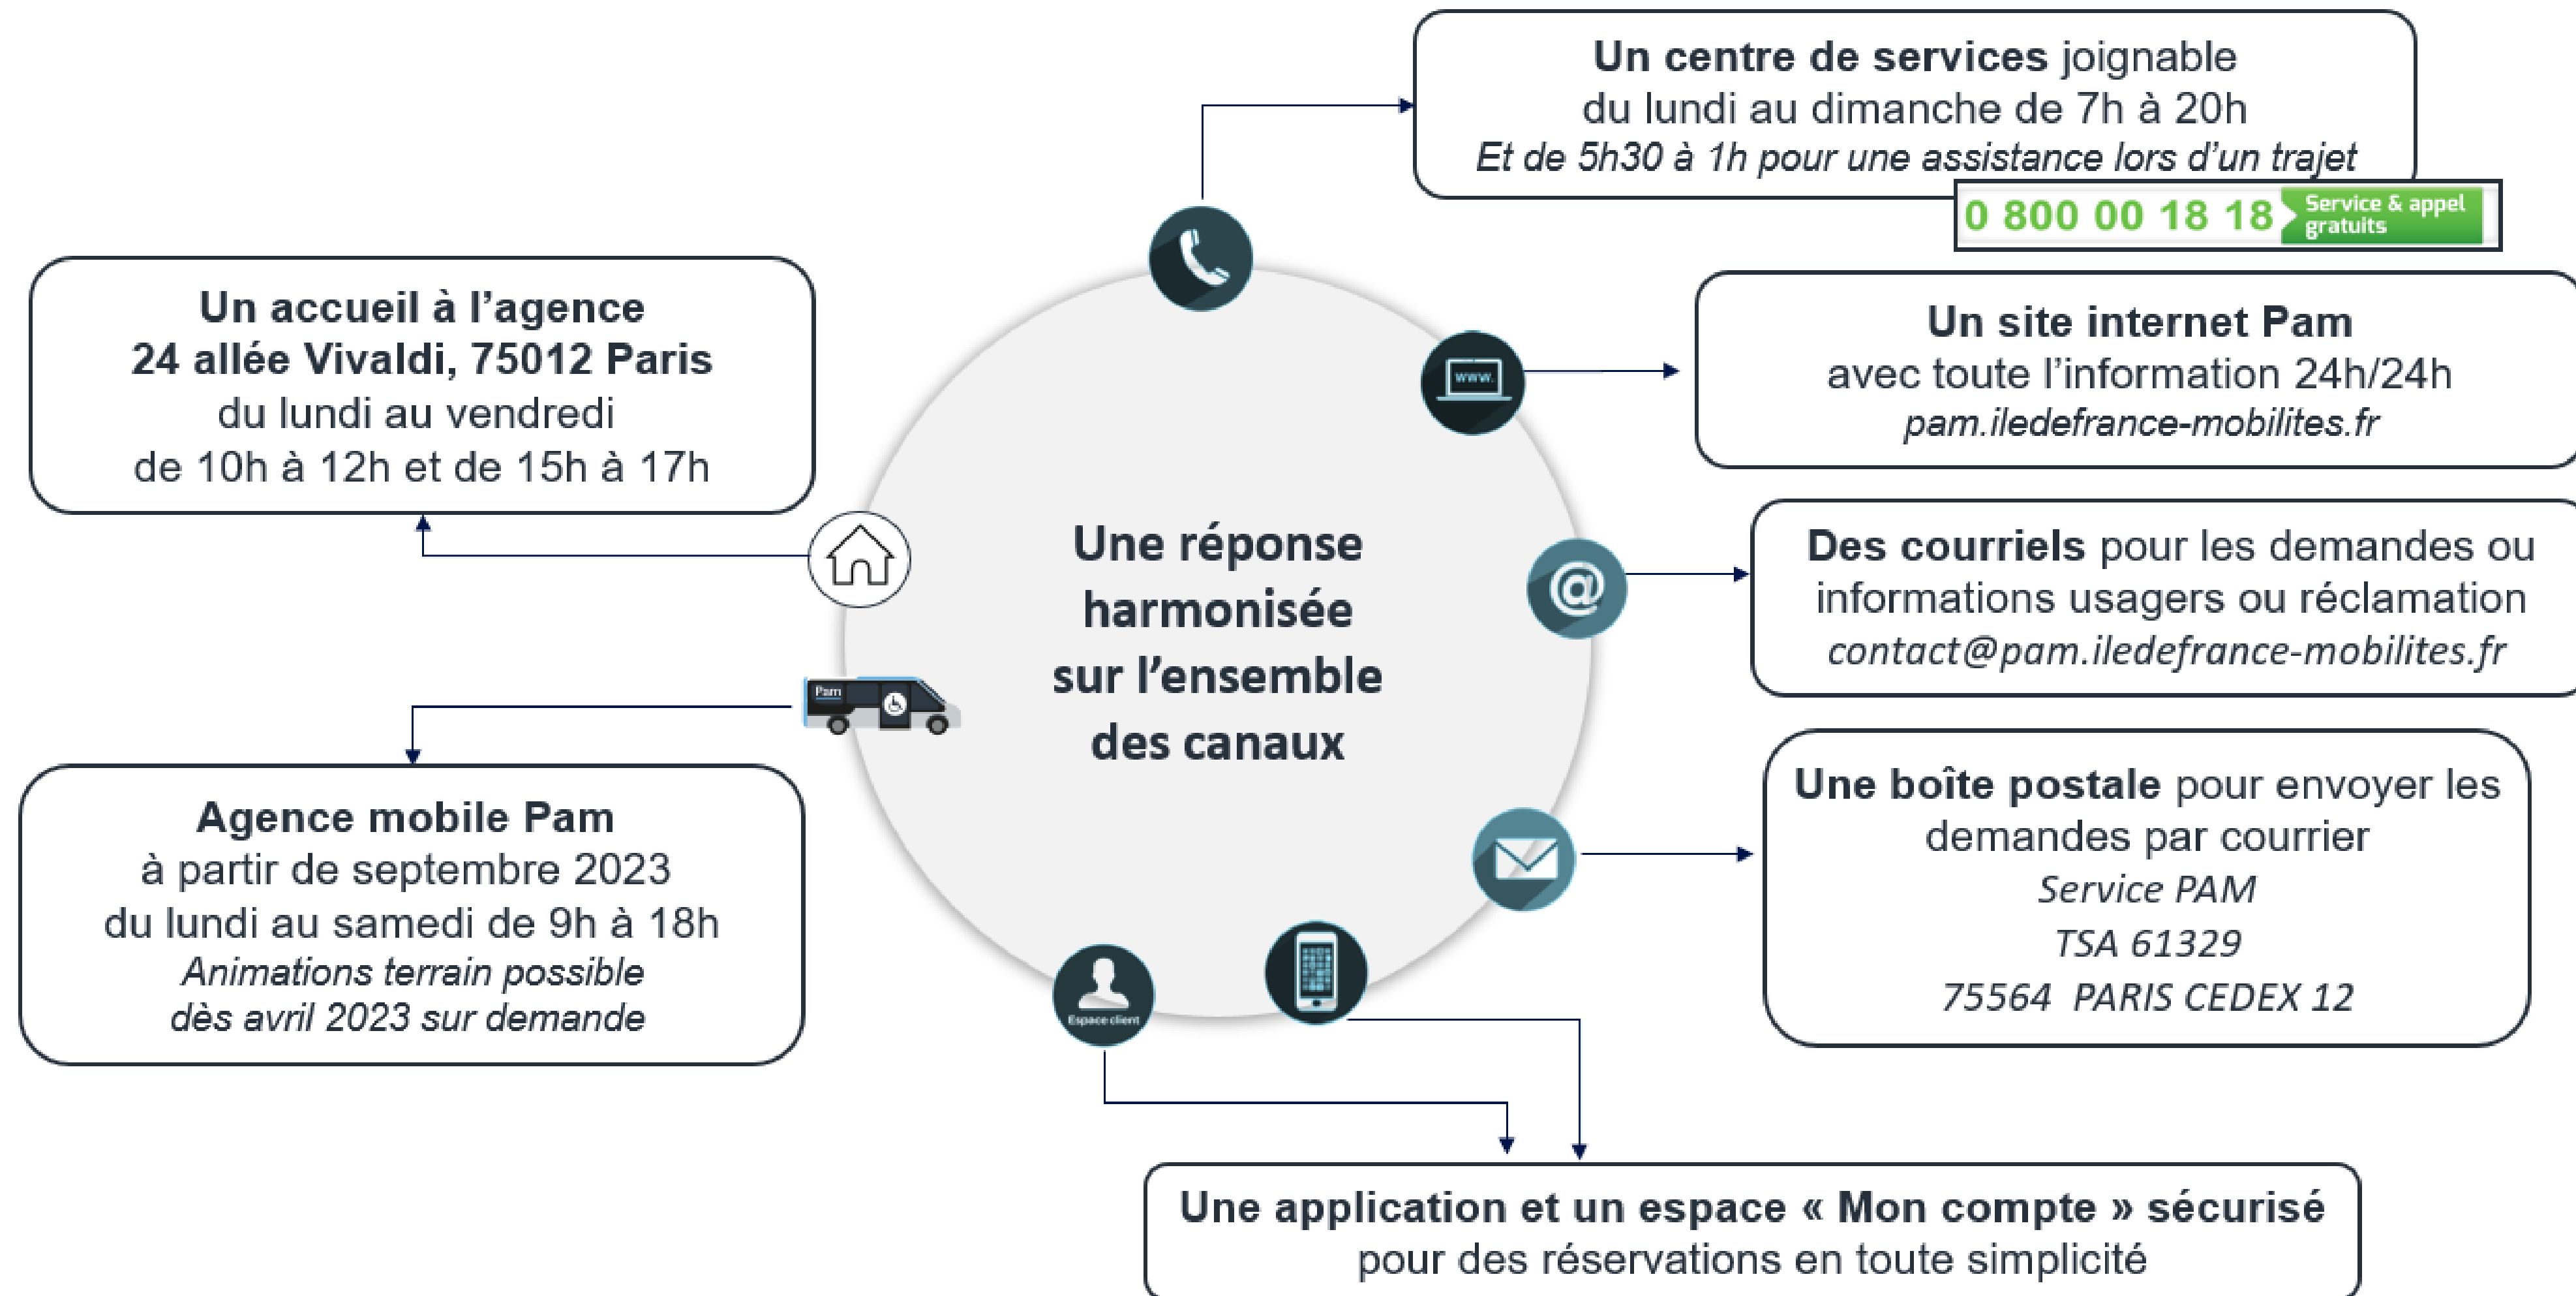 Un centre de services joignable
du lundi au dimanche de 7h à 20h
Et de 5h30 à 1h pour une assistance lors d’un trajet
0 800 00 18 18
Service & appel
gratuits
Un accueil à l’agence
24 allée Vivaldi, 75012 Paris
du lundi au vendredi
de 10h à 12h et de 15h à 17h
www.
Un site internet Pam
avec toute l’information 24h/24h
pam.iledefrance-mobilites.fr
Une réponse
harmonisée
sur l’ensemble
des canaux
@
Des courriels pour les demandes ou
informations usagers ou réclamation
contact@pam.iledefrance-mobilites.fr
Pam
Agence mobile Pam
à partir de septembre 2023
du lundi au samedi de 9h à 18h
Animations terrain possible
dès avril 2023 sur demande
Une boîte postale pour envoyer les
demandes par courrier
Service PAM
TSA 61329
75564  PARIS CEDEX 12
Espace client
Une application et un espace « Mon compte » sécurisé
pour des réservations en toute simplicité